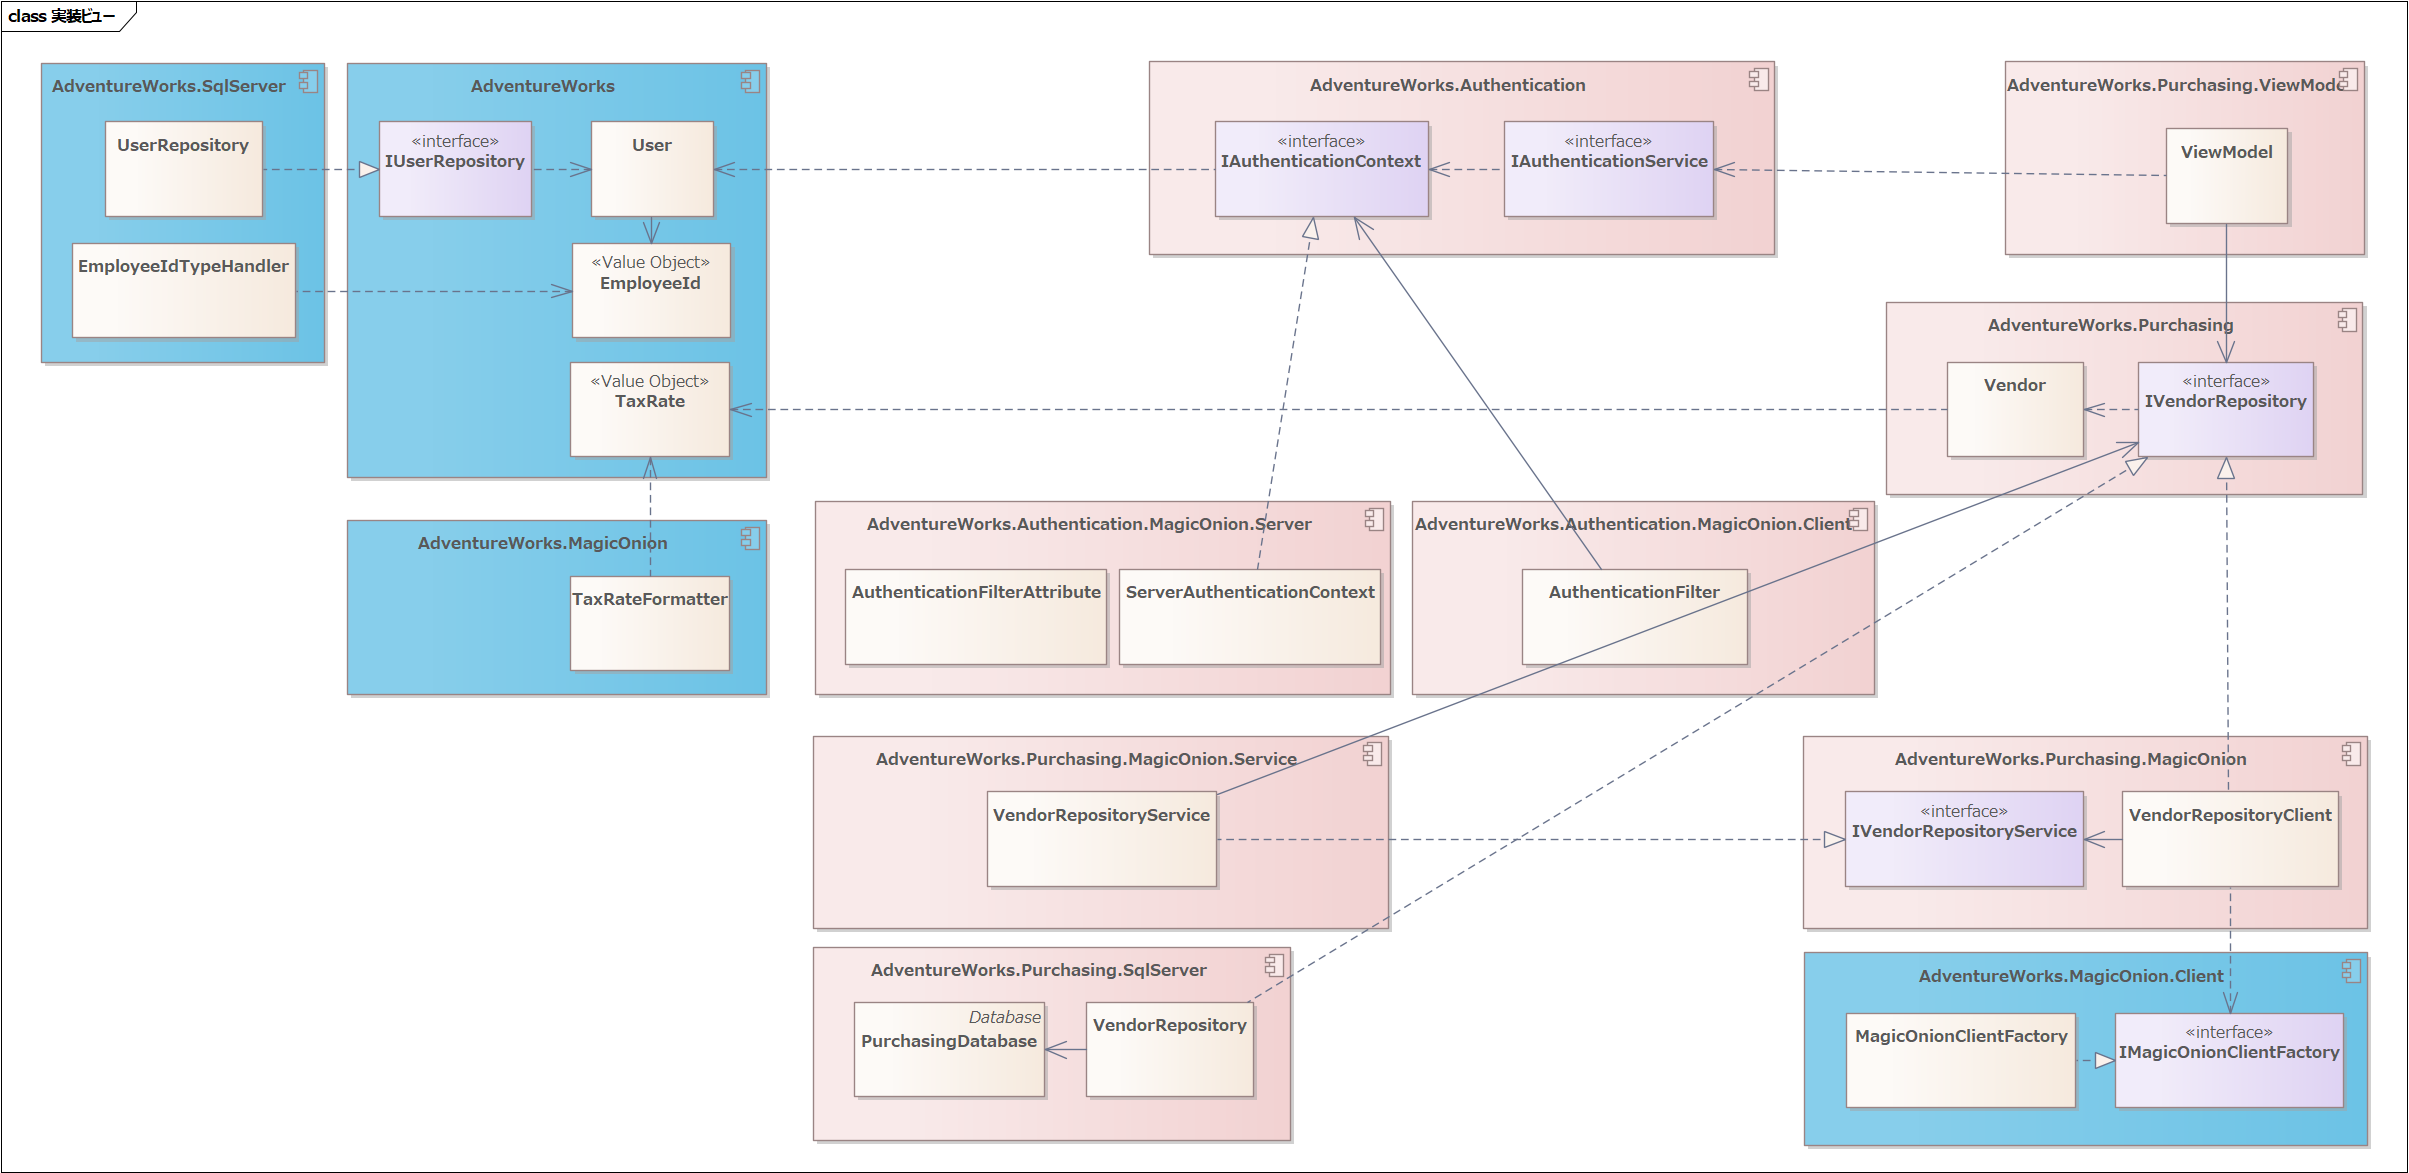 class 実装ビュー
AdventureWorks.SqlServer
UserRepository
EmployeeIdTypeHandler
AdventureWorks
«interface»
IUserRepository
User
«Value Object»
EmployeeId
«Value Object»
TaxRate
AdventureWorks.MagicOnion
TaxRateFormatter
AdventureWorks.Authentication
«interface»
IAuthenticationContext
«interface»
IAuthenticationService
AdventureWorks.Purchasing.ViewMode
ViewModel
AdventureWorks.Purchasing
Vendor
«interface»
IVendorRepository
AdventureWorks.Authentication.MagicOnion.Server
AuthenticationFilterAttribute
ServerAuthenticationContext
AdventureWorks.Authentication.MagicOnion.Client
AuthenticationFilter
AdventureWorks.Purchasing.MagicOnion.Service
VendorRepositoryService
AdventureWorks.Purchasing.MagicOnion
«interface»
IVendorRepositoryService
VendorRepositoryClient
AdventureWorks.Purchasing.SqlServer
Database
PurchasingDatabase
VendorRepository
AdventureWorks.MagicOnion.Client
MagicOnionClientFactory
«interface»
IMagicOnionClientFactory